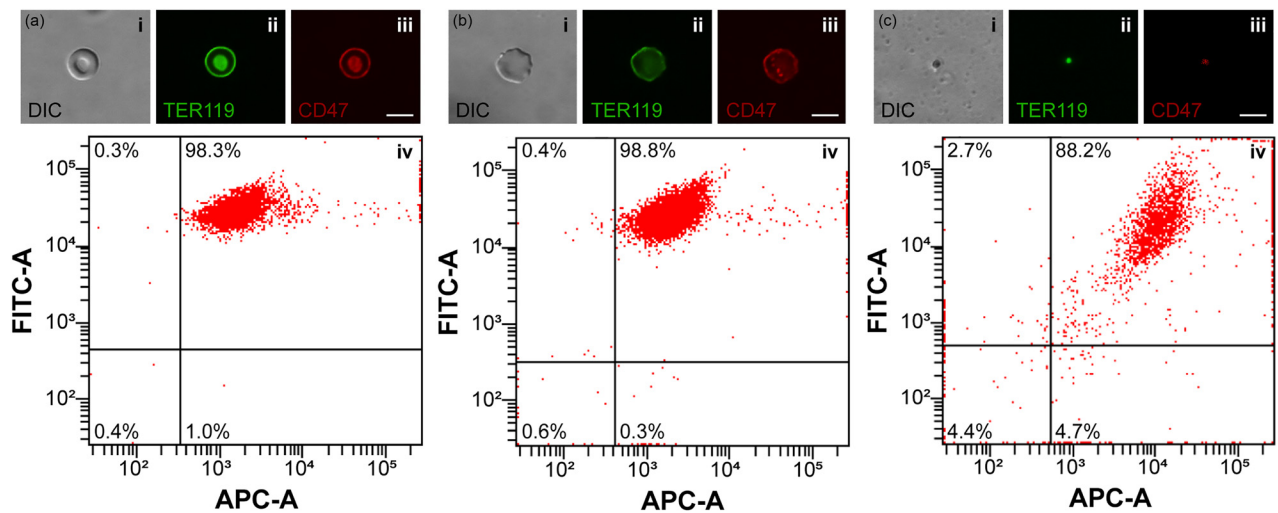 (a) i ii iii (b) i ii iii (c) i ii iii
DIC TER119 CD47 DIC TER119 CD47 DIC TER119 CD47
0.3% 98.3% iv 0.4% 98.8% iv 2.7% 88.2% iv
10⁵ 10⁵ 10⁵
10⁴ 10⁴ 10⁴
FITC-A FITC-A FITC-A
10³ 10³ 10³
10² 10² 10²
0.4% 1.0% 0.6% 0.3% 4.4% 4.7%
10² 10³ 10⁴ 10⁵ 10² 10³ 10⁴ 10⁵ 10² 10³ 10⁴ 10⁵
APC-A APC-A APC-A